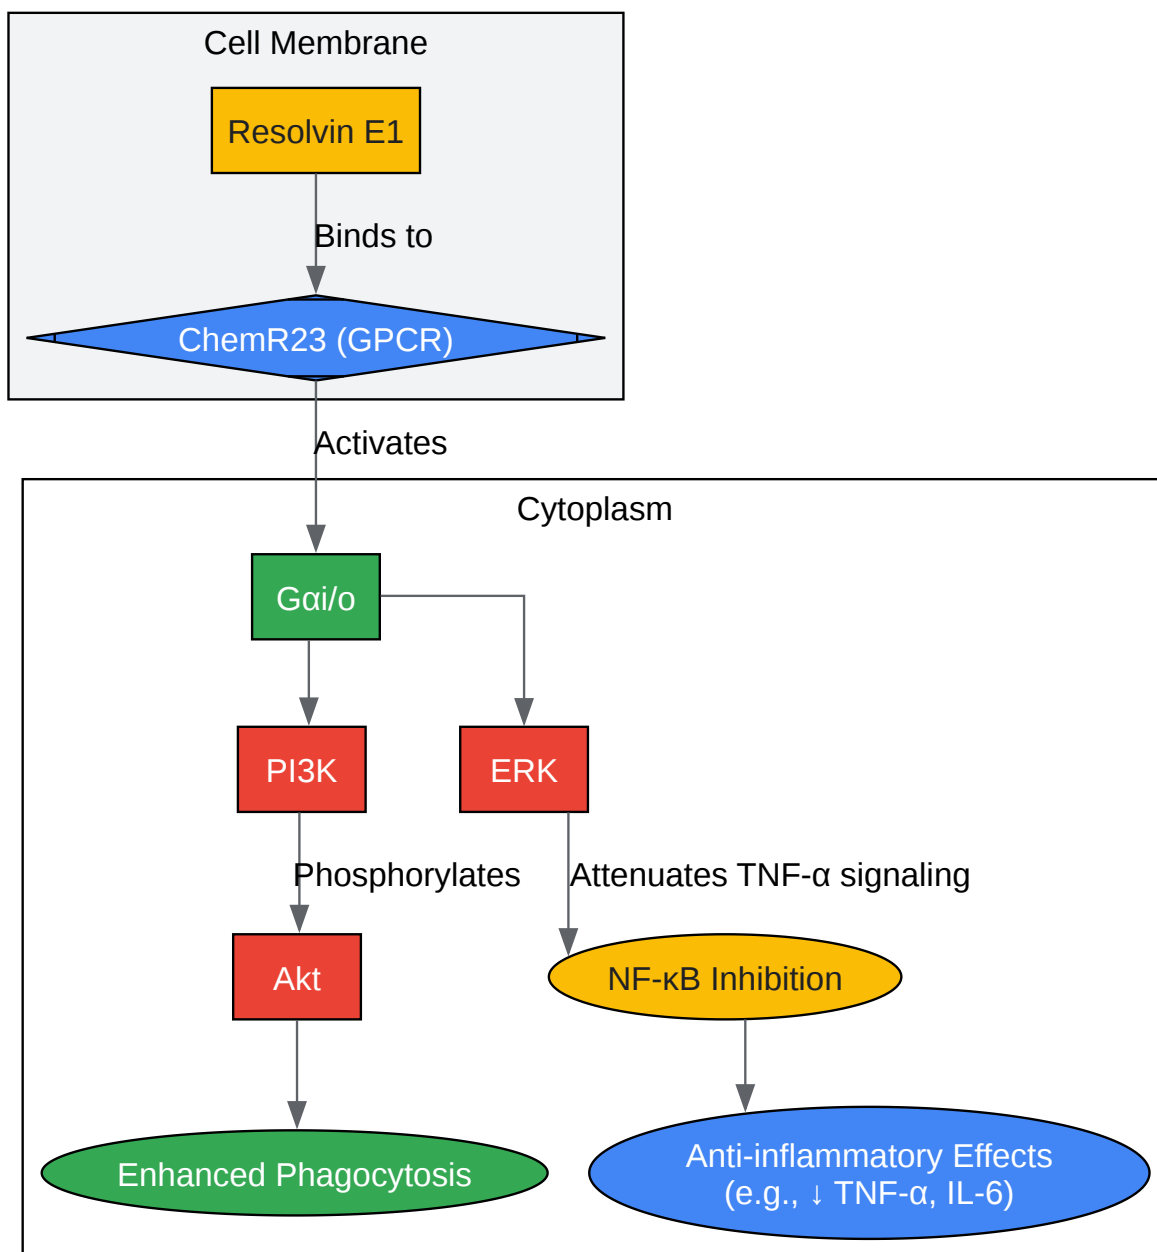 Cell Membrane
Resolvin E1
Binds to
ChemR23 (GPCR)
Activates
Cytoplasm
Gαi/o
PI3K
ERK
Phosphorylates
Attenuates TNF-α signaling
Akt
NF-κB Inhibition
Enhanced Phagocytosis
Anti-inflammatory Effects
(e.g., ↓ TNF-α, IL-6)